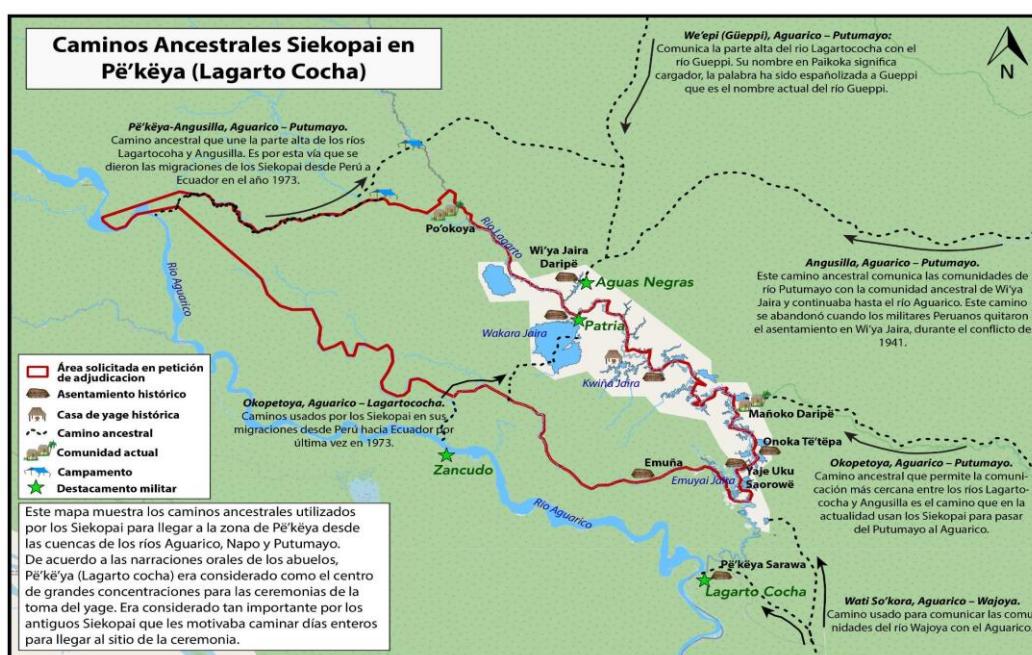 Caminos Ancestrales Siekopai en
Pë'këya (Lagarto Cocha)
We'epi (Güeppi), Aguarico – Putumayo:
Comunica la parte alta del rio Lagartococha con el
río Gueppi. Su nombre en Paikoka significa
cargador, la palabra ha sido españolizada a Gueppi
que es el nombre actual del río Gueppi.
N
Pë'këya-Angusilla, Aguarico – Putumayo.
Camino ancestral que une la parte alta de los ríos
Lagartocoha y Angusilla. Es por esta vía que se
dieron las migraciones de los Siekopai desde Perú a
Ecuador en el año 1973.
Po'okoya
Río Lagarto
Wi'ya Jaira
Daripë
Aguas Negras
Patria
Wakara Jaira
Kwiña Jaira
Río Aguarico
Angusilla, Aguarico – Putumayo.
Este camino ancestral comunica las comunidades de
río Putumayo con la comunidad ancestral de Wi'ya
Jaira y continuaba hasta el río Aguarico. Este camino
se abandonó cuando los militares Peruanos quitaron
el asentamiento en Wi'ya Jaira, durante el conflicto de
1941.
Área solicitada en petición
de adjudicacion
Asentamiento histórico
Casa de yage histórica
Camino ancestral
Comunidad actual
Campamento
Destacamento militar
Okopetoya, Aguarico – Lagartococha.
Caminos usados por los Siekopai en sus
migraciones desde Perú hacia Ecuador por
última vez en 1973.
Zancudo
Mañoko Daripë
Onoka Të'tëpa
Emuña
Emuyai Jaira
Yaje Uku
Saorowë
Okopetoya, Aguarico – Putumayo.
Camino ancestral que permite la comuni-
cación más cercana entre los ríos Lagarto-
cocha y Angusilla es el camino que en la
actualidad usan los Siekopai para pasar
del Putumayo al Aguarico.
Río Aguarico
Este mapa muestra los caminos ancestrales utilizados
por los Siekopai para llegar a la zona de Pë'këya desde
las cuencas de los ríos Aguarico, Napo y Putumayo.
De acuerdo a las narraciones orales de los abuelos,
Pë'kë'ya (Lagarto cocha) era considerado como el centro
de grandes concentraciones para las ceremonias de la
toma del yage. Era considerado tan importante por los
antiguos Siekopai que les motivaba caminar días enteros
para llegar al sitio de la ceremonia.
Pë'këya Sarawa
Lagarto Cocha
Wati So'kora, Aguarico – Wajoya.
Camino usado para comunicar las comu
nidades del río Wajoya con el Aguarico.